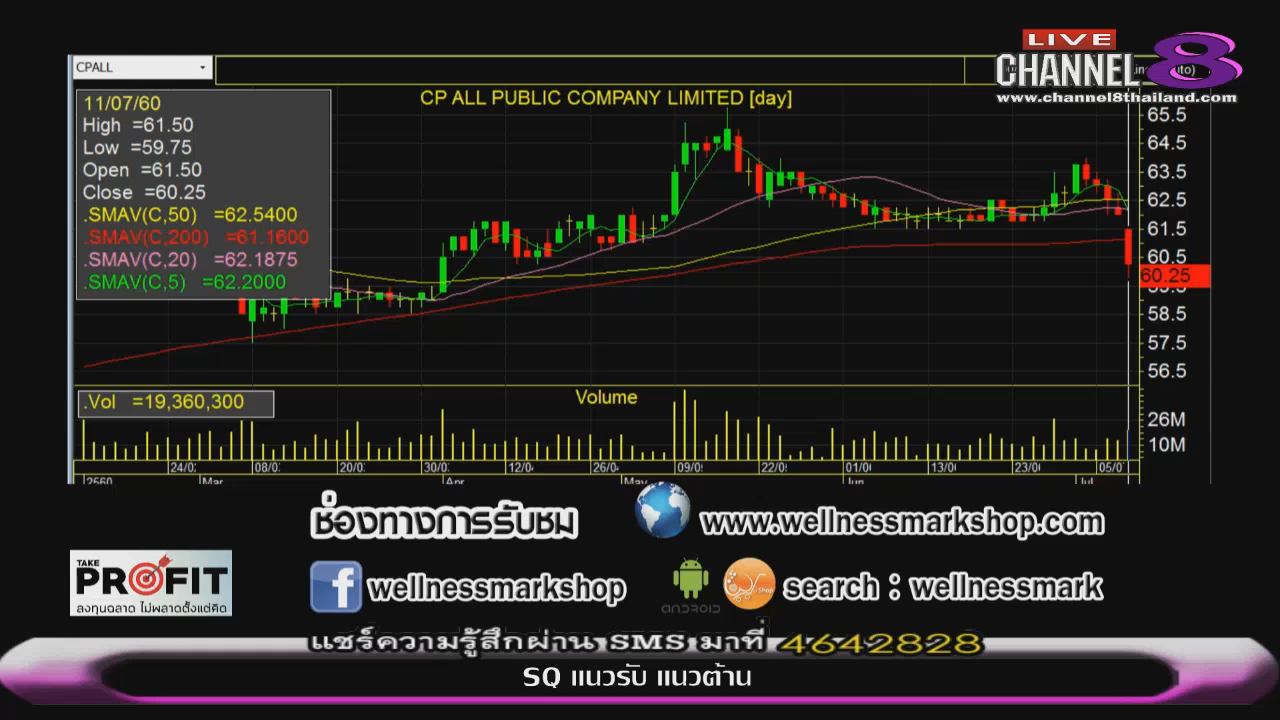 LIVE
CHANNEL 8
www.channel8thailand.com
CPALL
11/07/60
High =61.50
Low =59.75
Open =61.50
Close =60.25
.SMAV(C,50) =62.5400
.SMAV(C,200) =61.1600
.SMAV(C,20) =62.1875
.SMAV(C,5) =62.2000
CP ALL PUBLIC COMPANY LIMITED [day]
65.5
64.5
63.5
62.5
61.5
60.5
60.25
59.5
58.5
57.5
56.5
.Vol =19,360,300
Volume
26M
10M
24/0 08/0 20/0 30/0 12/0 26/0 09/0 22/0 01/0 13/0 23/0 05/0
2560 Mar Apr May Jun Jul
ช่องทางการรับชม
www.wellnessmarkshop.com
TAKE
PROFIT
ลงทุนฉลาด ไม่พลาดตั้งแต่คิด
wellnessmarkshop
ANDROID
Shop
search : wellnessmark
แชร์ความรู้สึกผ่าน SMS มาที่ 4642828
SQ แนวรับ แนวต้าน